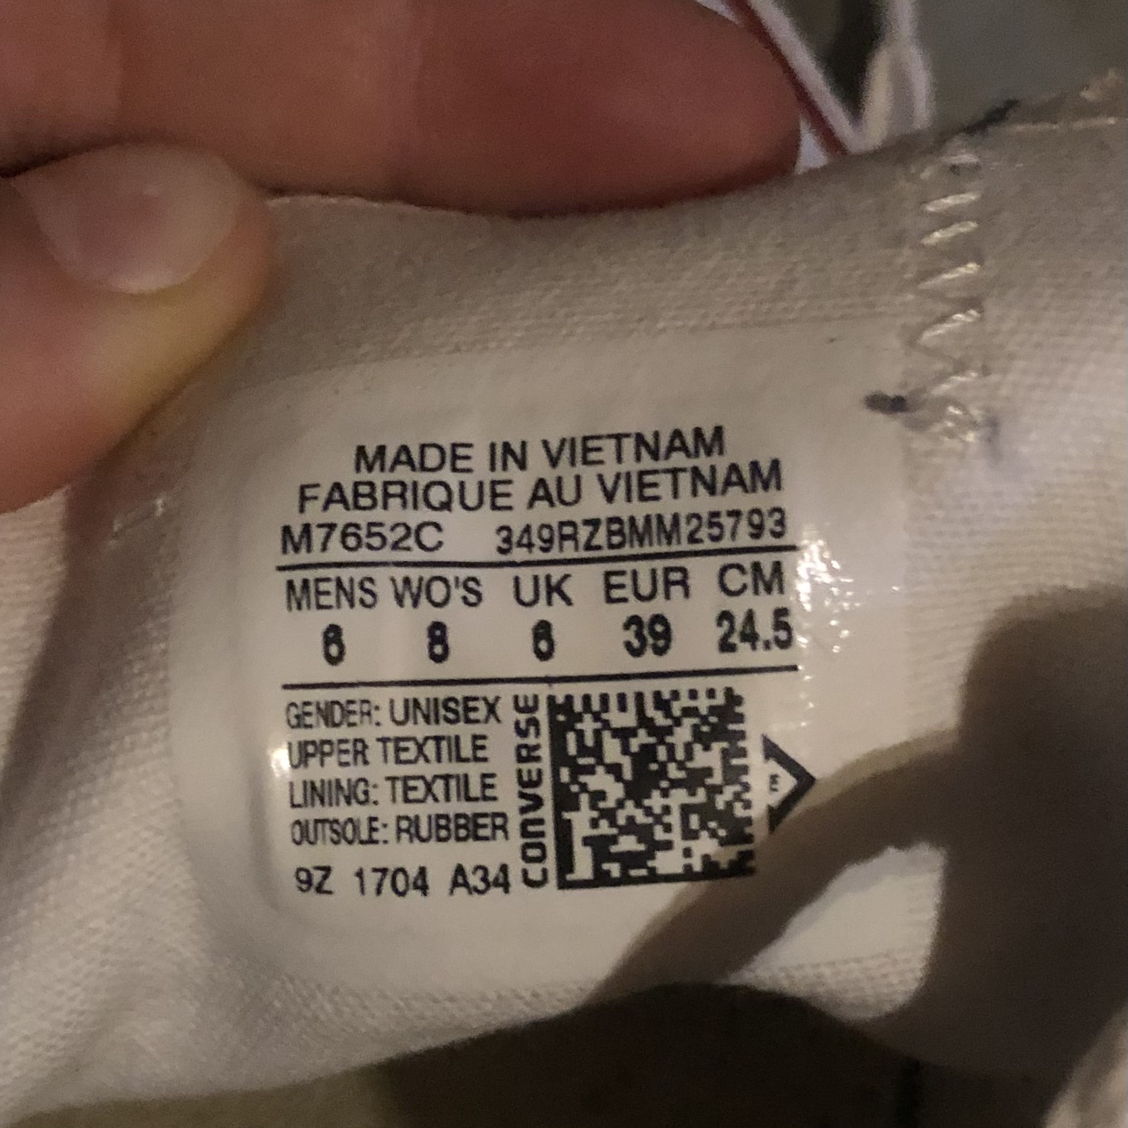 MADE IN VIETNAM
FABRIQUE AU VIETNAM
M7652C 349RZBMM25793
MENS WO'S UK EUR CM
6 8 6 39 24.5
GENDER: UNISEX
UPPER TEXTILE
LINING: TEXTILE
OUTSOLE: RUBBER
9Z 1704 A34
CONVERSE
E